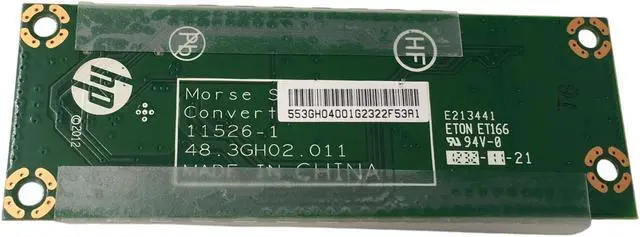 Pb
HF
hp
©2012
Morse S
Convert
553GH04001G2322F53A1
11526-1
48.3GH02.011
MADE IN CHINA
E213441
ETON ET166
94V-0
-21